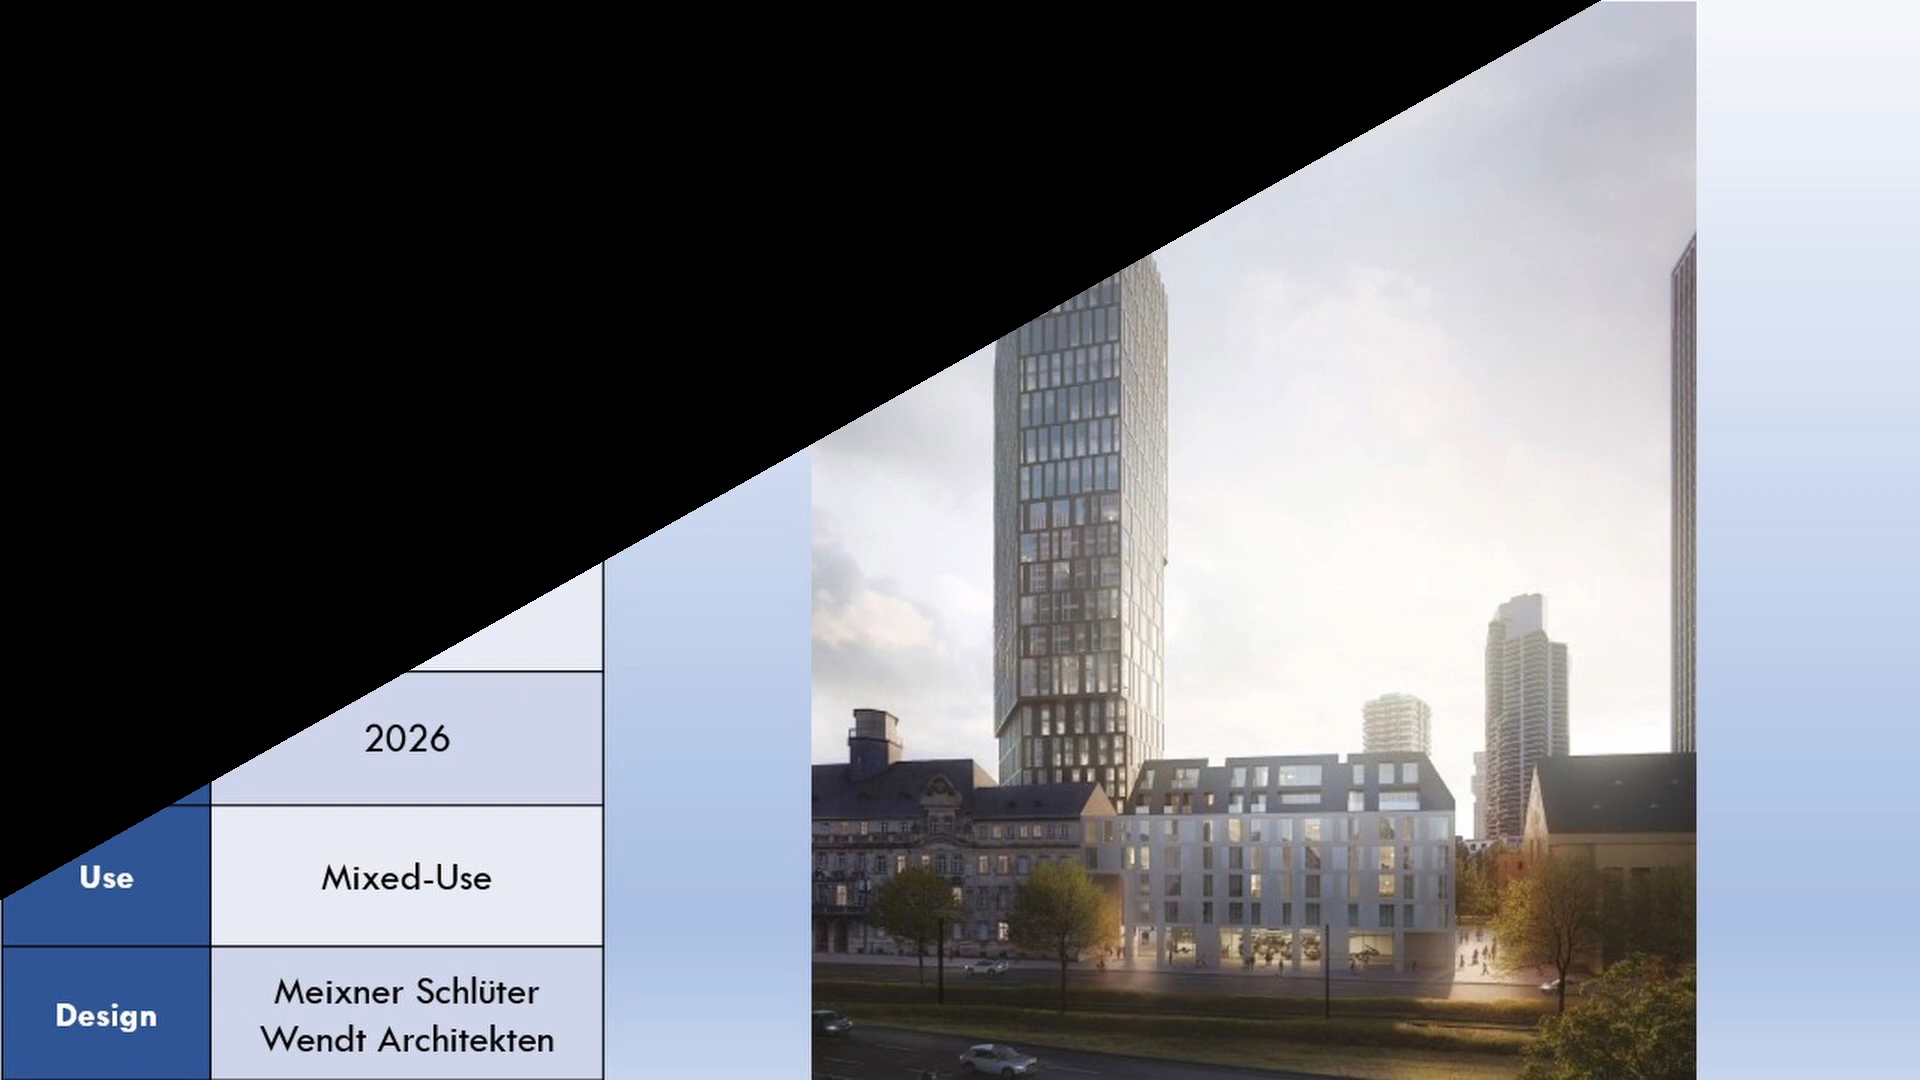 2026
Use
Mixed-Use
Design
Meixner Schlüter
Wendt Architekten